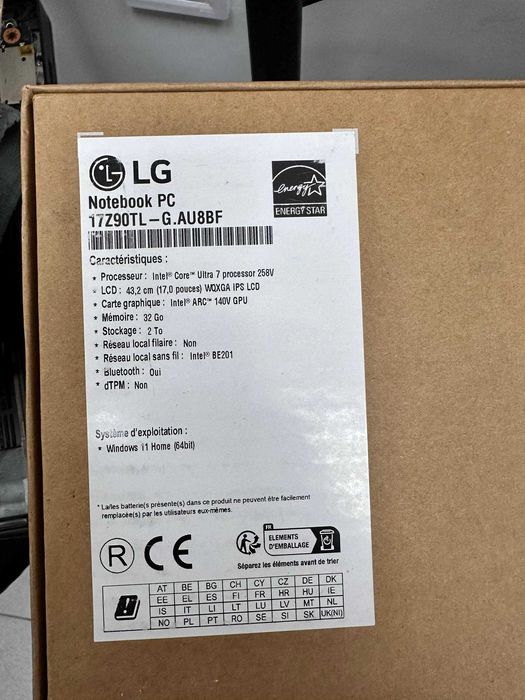 LG
energy
ENERGY STAR
Notebook PC
17Z90TL-G.AU8BF
Caractéristiques :
* Processeur : Intel® Core™ Ultra 7 processor 258V
* LCD : 43,2 cm (17,0 pouces) WQXGA IPS LCD
* Carte graphique : Intel® ARC™ 140V GPU
* Mémoire : 32 Go
* Stockage : 2 To
* Réseau local filaire : Non
* Réseau local sans fil : Intel® BE201
* Bluetooth : Oui
* dTPM : Non
Système d'exploitation :
* Windows 11 Home (64bit)
* La/les batterie(s) présente(s) dans ce produit ne peuvent être facilement
remplacée(s) par les utilisateurs eux-mêmes.
R CE
FR
ELEMENTS
D'EMBALLAGE
Séparez les éléments avant de trier
AT BE BG CH CY CZ DE DK
EE EL ES FI FR HR HU IE
IS IT LI LT LU LV MT NL
NO PL PT RO SE SI SK UK(NI)